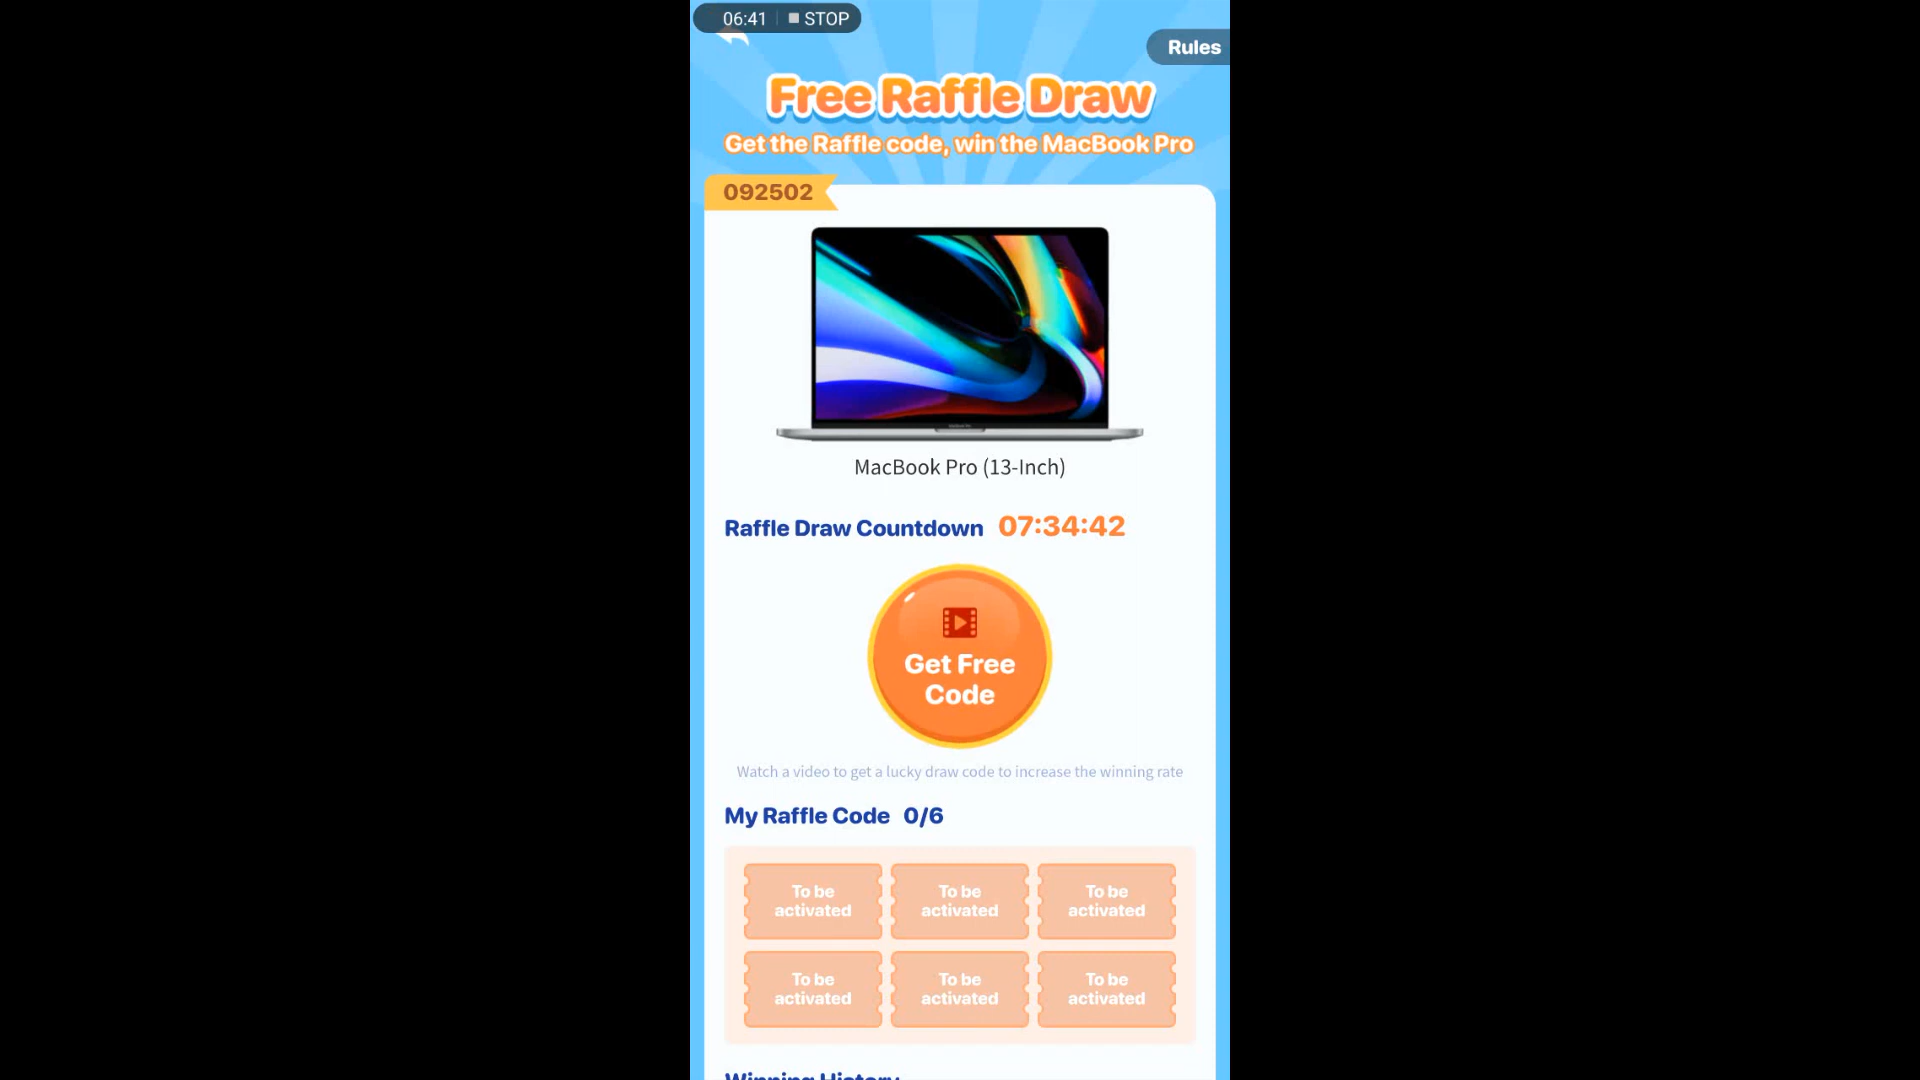 06:41 STOP
Rules
Free Raffle Draw
Get the Raffle code, win the MacBook Pro
092502
MacBook Pro (13-Inch)
Raffle Draw Countdown 07:34:42
Get Free
Code
Watch a video to get a lucky draw code to increase the winning rate
My Raffle Code 0/6
To be To be To be
activated activated activated
To be To be To be
activated activated activated
Winning History